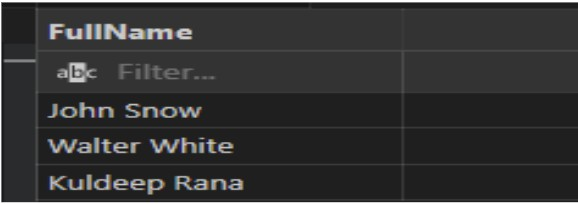 FullName
abc Filter...
John Snow
Walter White
Kuldeep Rana